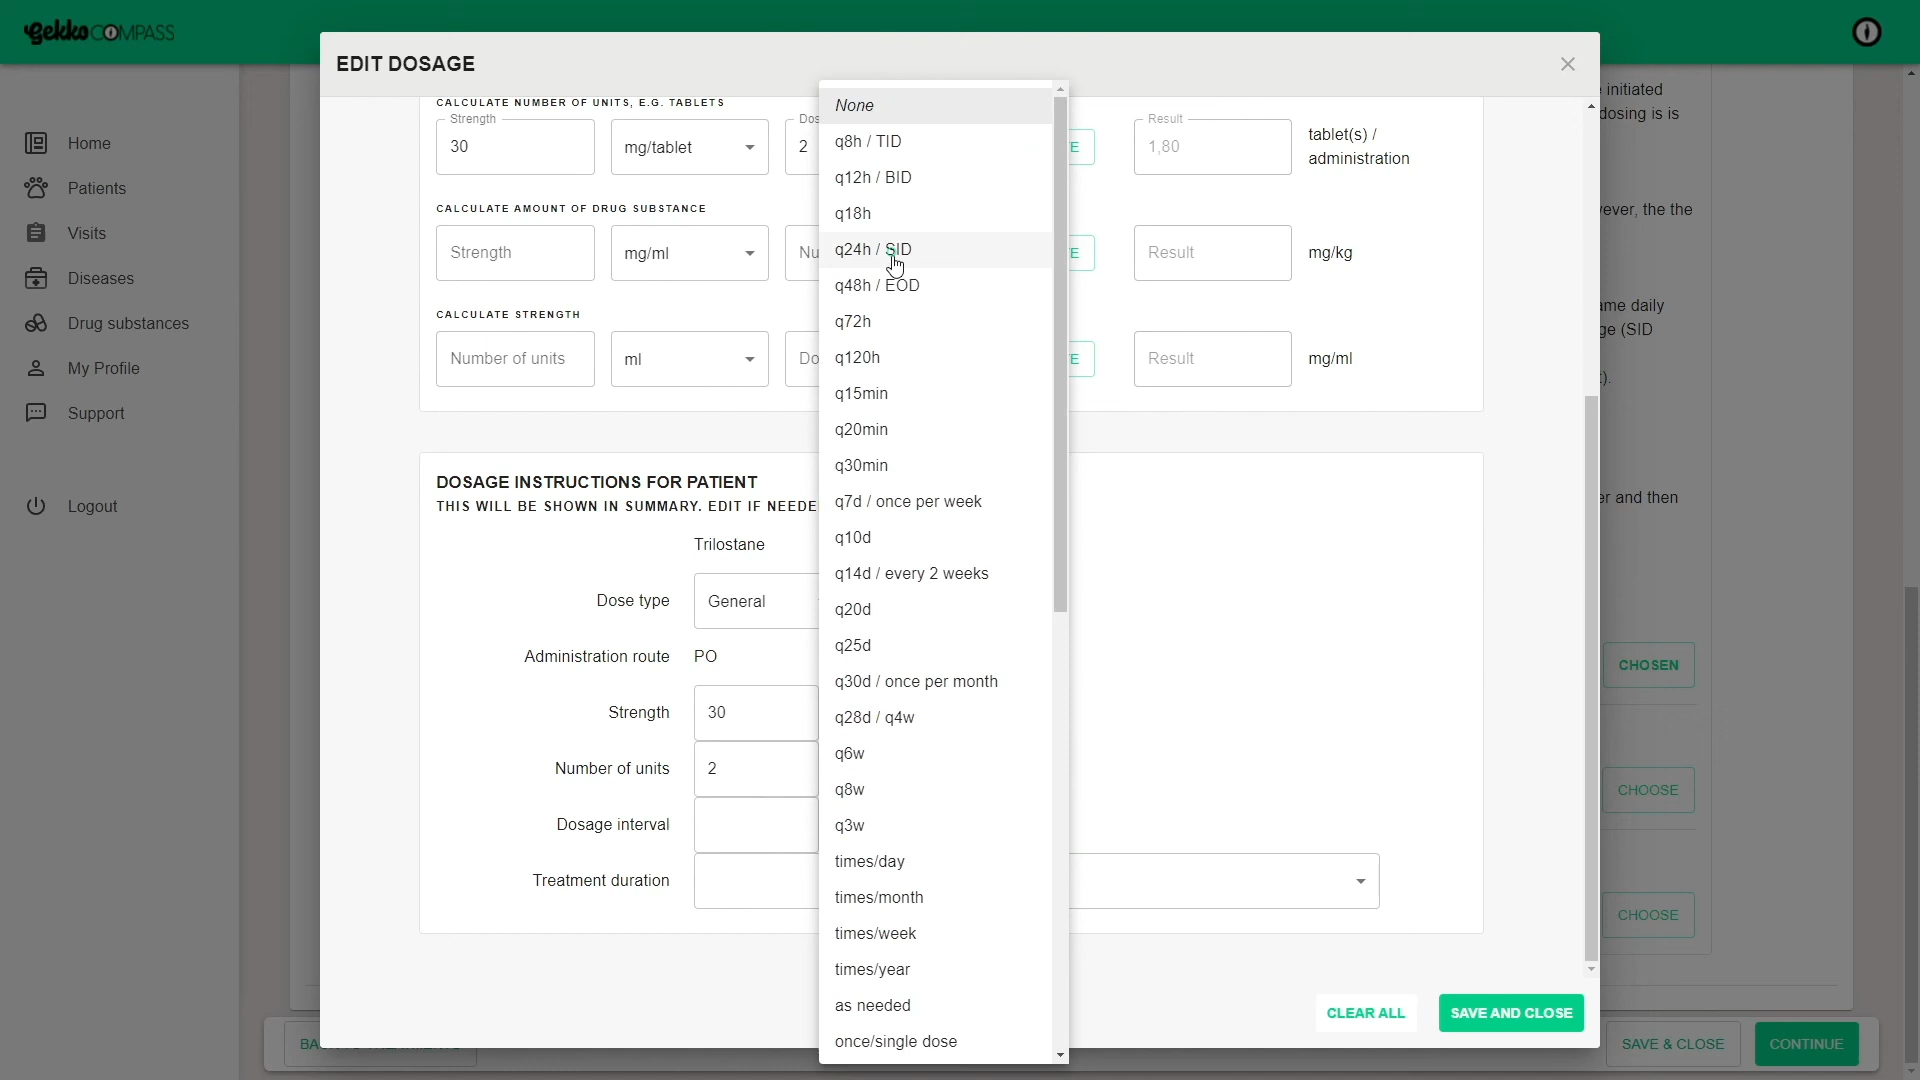 Gekko COMPASS
EDIT DOSAGE
Home
Patients
Visits
Diseases
Drug substances
My Profile
Support
Logout
initiated
dosing is is
ever, the the
me daily
ge (SID
).
er and then
CHOSEN
CHOOSE
CHOOSE
CALCULATE NUMBER OF UNITS, E.G. TABLETS
Strength
30
mg/tablet
Dos
2
E
Result
1,80
tablet(s) /
administration
CALCULATE AMOUNT OF DRUG SUBSTANCE
Strength
mg/ml
Nu
E
Result
mg/kg
CALCULATE STRENGTH
Number of units
ml
Do
E
Result
mg/ml
DOSAGE INSTRUCTIONS FOR PATIENT
THIS WILL BE SHOWN IN SUMMARY. EDIT IF NEEDE
Trilostane
Dose type
General
Administration route
PO
Strength
30
Number of units
2
Dosage interval
Treatment duration
None
q8h / TID
q12h / BID
q18h
q24h / SID
q48h / EOD
q72h
q120h
q15min
q20min
q30min
q7d / once per week
q10d
q14d / every 2 weeks
q20d
q25d
q30d / once per month
q28d / q4w
q6w
q8w
q3w
times/day
times/month
times/week
times/year
as needed
once/single dose
CLEAR ALL
SAVE AND CLOSE
SAVE & CLOSE
CONTINUE